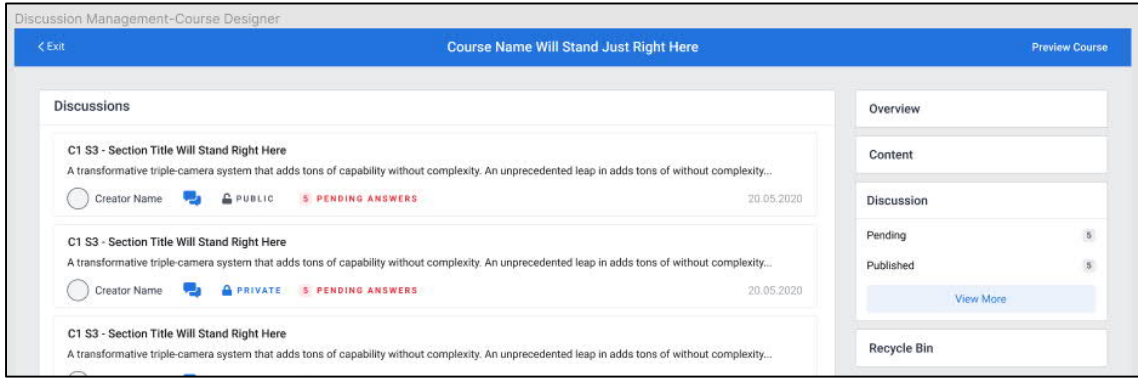 Discussion Management-Course Designer
Exit
Course Name Will Stand Just Right Here
Preview Course
Discussions
C1 S3 - Section Title Will Stand Right Here
A transformative triple-camera system that adds tons of capability without complexity. An unprecedented leap in adds tons of without complexity...
Creator Name
PUBLIC
5 PENDING ANSWERS
20.05.2020
C1 S3 - Section Title Will Stand Right Here
A transformative triple-camera system that adds tons of capability without complexity. An unprecedented leap in adds tons of without complexity...
Creator Name
PRIVATE
5 PENDING ANSWERS
20.05.2020
C1 S3 - Section Title Will Stand Right Here
A transformative triple-camera system that adds tons of capability without complexity. An unprecedented leap in adds tons of without complexity...
Overview
Content
Discussion
Pending 5
Published 5
View More
Recycle Bin